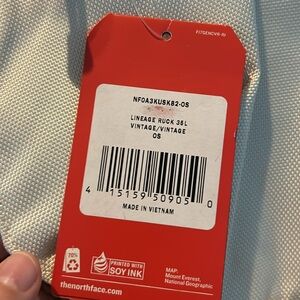 NF0A3KUSKB2-OS
LINEAGE RUCK 35L
VINTAGE/VINTAGE
OS
4 15159 50905 0
MADE IN VIETNAM
70%
PRINTED WITH
SOY INK
MAP:
Mount Everest,
National Geographic
thenorthface.com